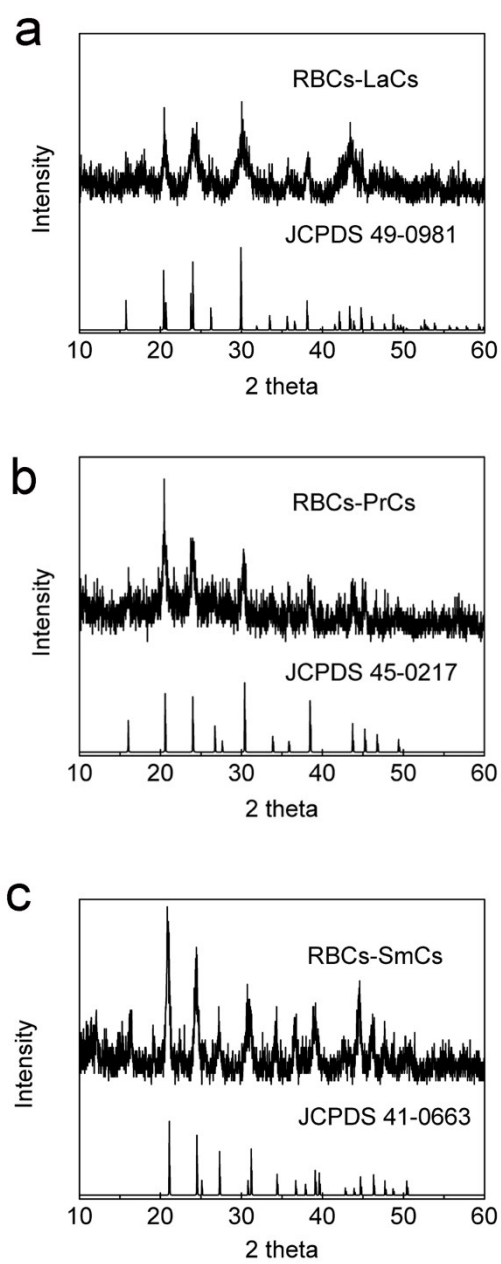 a
RBCs-LaCs
Intensity
JCPDS 49-0981
10 20 30 40 50 60
2 theta
b
RBCs-PrCs
Intensity
JCPDS 45-0217
10 20 30 40 50 60
2 theta
c
RBCs-SmCs
Intensity
JCPDS 41-0663
10 20 30 40 50 60
2 theta